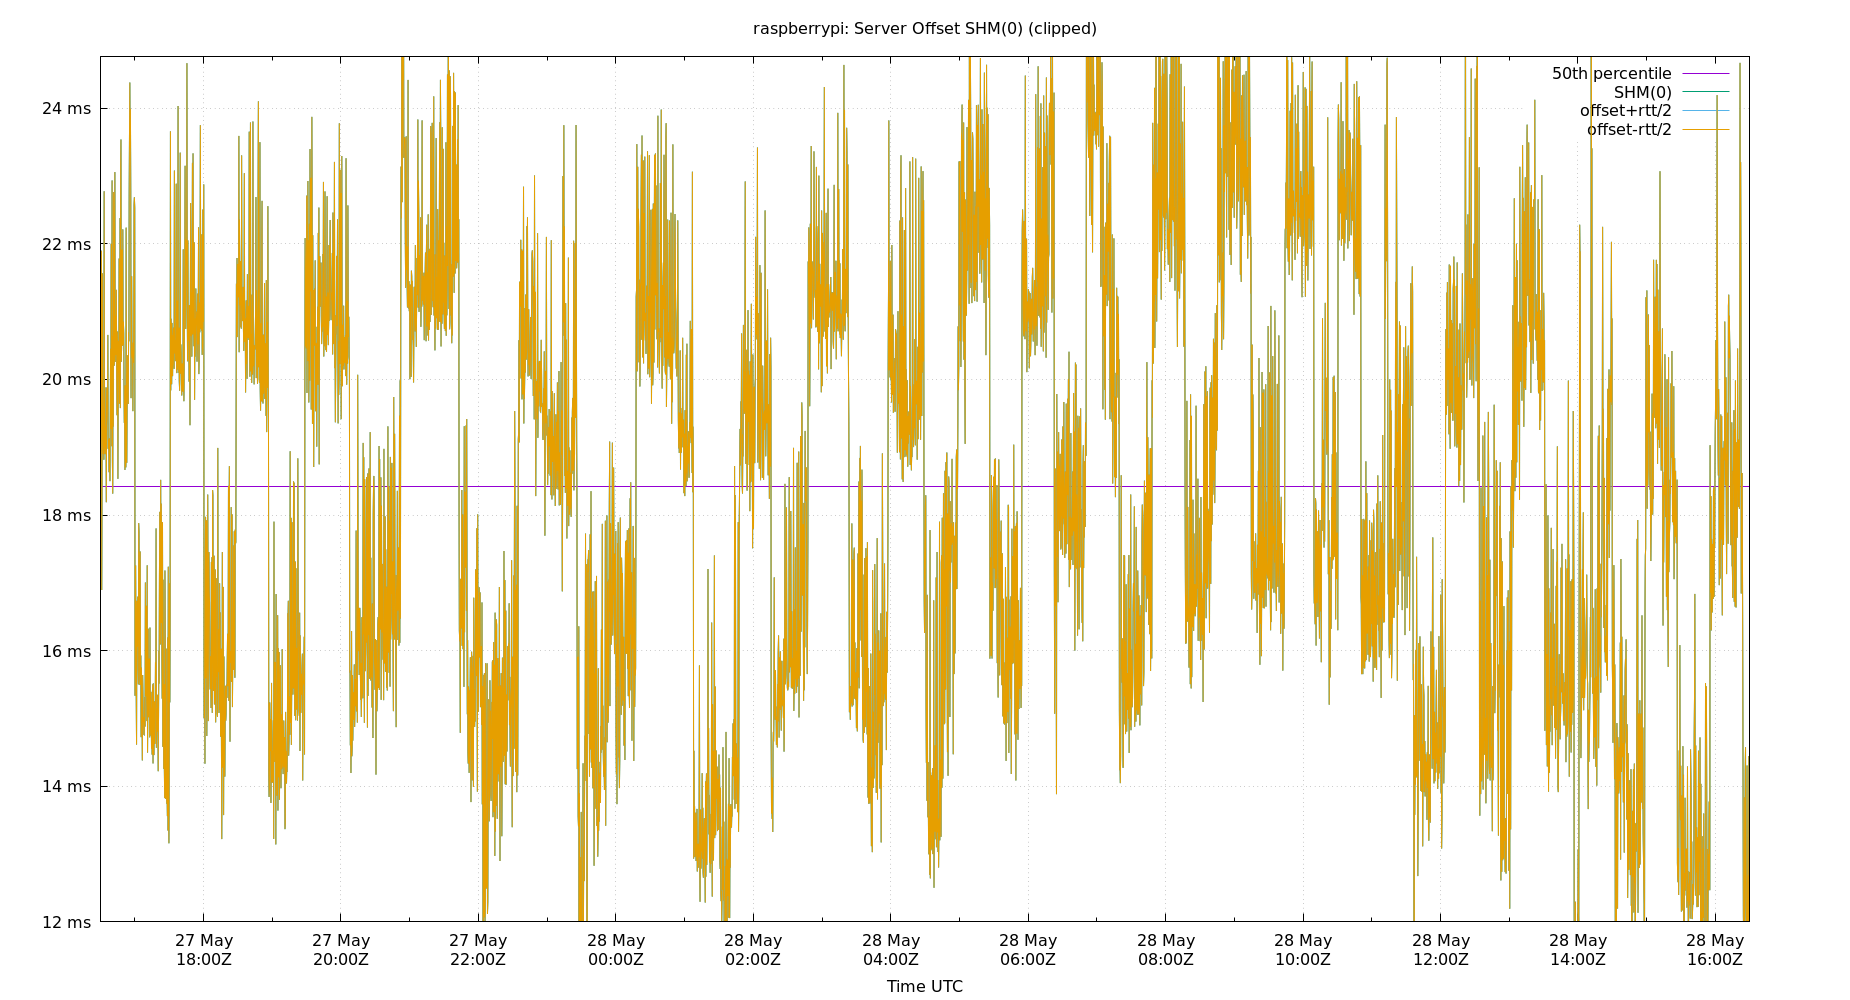 raspberrypi: Server Offset SHM(0) (clipped)
50th percentile
SHM(0)
offset+rtt/2
offset-rtt/2
24 ms
22 ms
20 ms
18 ms
16 ms
14 ms
12 ms
27 May 27 May 27 May 28 May 28 May 28 May 28 May 28 May 28 May 28 May 28 May 28 May
18:00Z 20:00Z 22:00Z 00:00Z 02:00Z 04:00Z 06:00Z 08:00Z 10:00Z 12:00Z 14:00Z 16:00Z
Time UTC